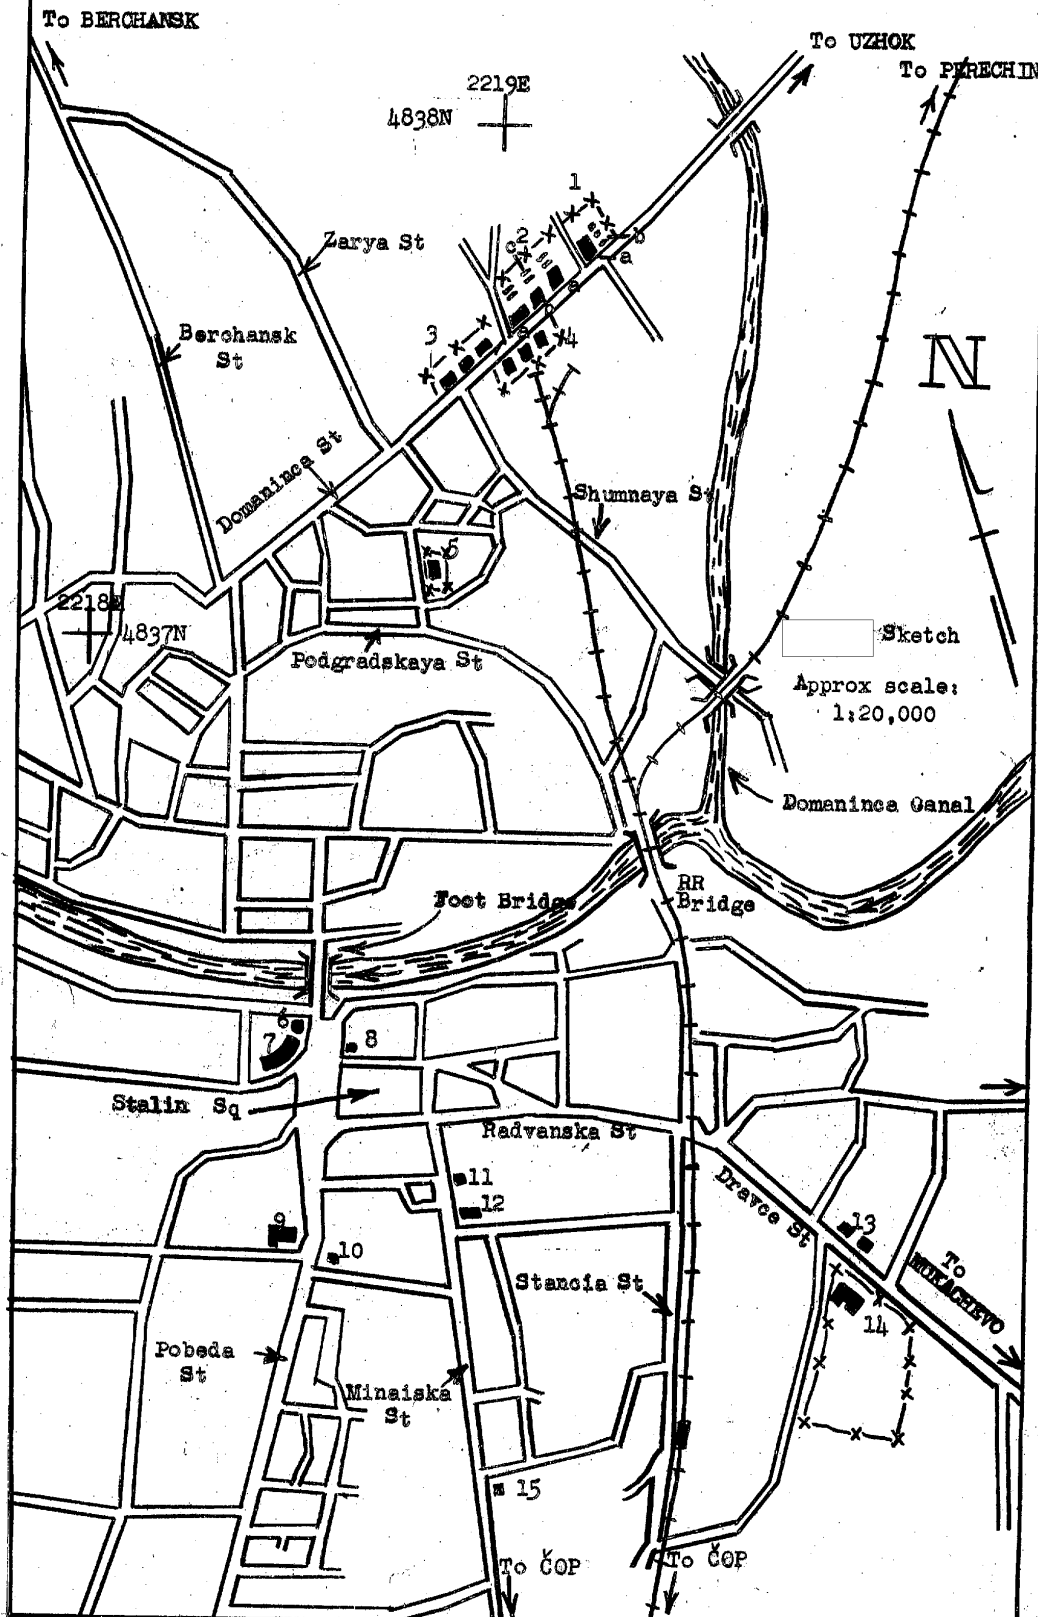 To BERCHANSK
To UZHOK
To PERECHIN
2219E
4838N
1
b
2
a
c
Zarya St
a
c
3
a
4
Berchansk
St
N
Domaninca St
Shumnaya St
5
2218E
4837N
Sketch
Podgradskaya St
Approx scale:
1:20,000
Domaninca Canal
RR
Bridge
Foot Bridge
6
7
8
Stalin Sq
Radvanska St
11
Dravce St
12
9
13
10
To
MUKACHEVO
Stancia St
14
Pobeda
St
Minaiska
St
15
To ČOP
To ČOP